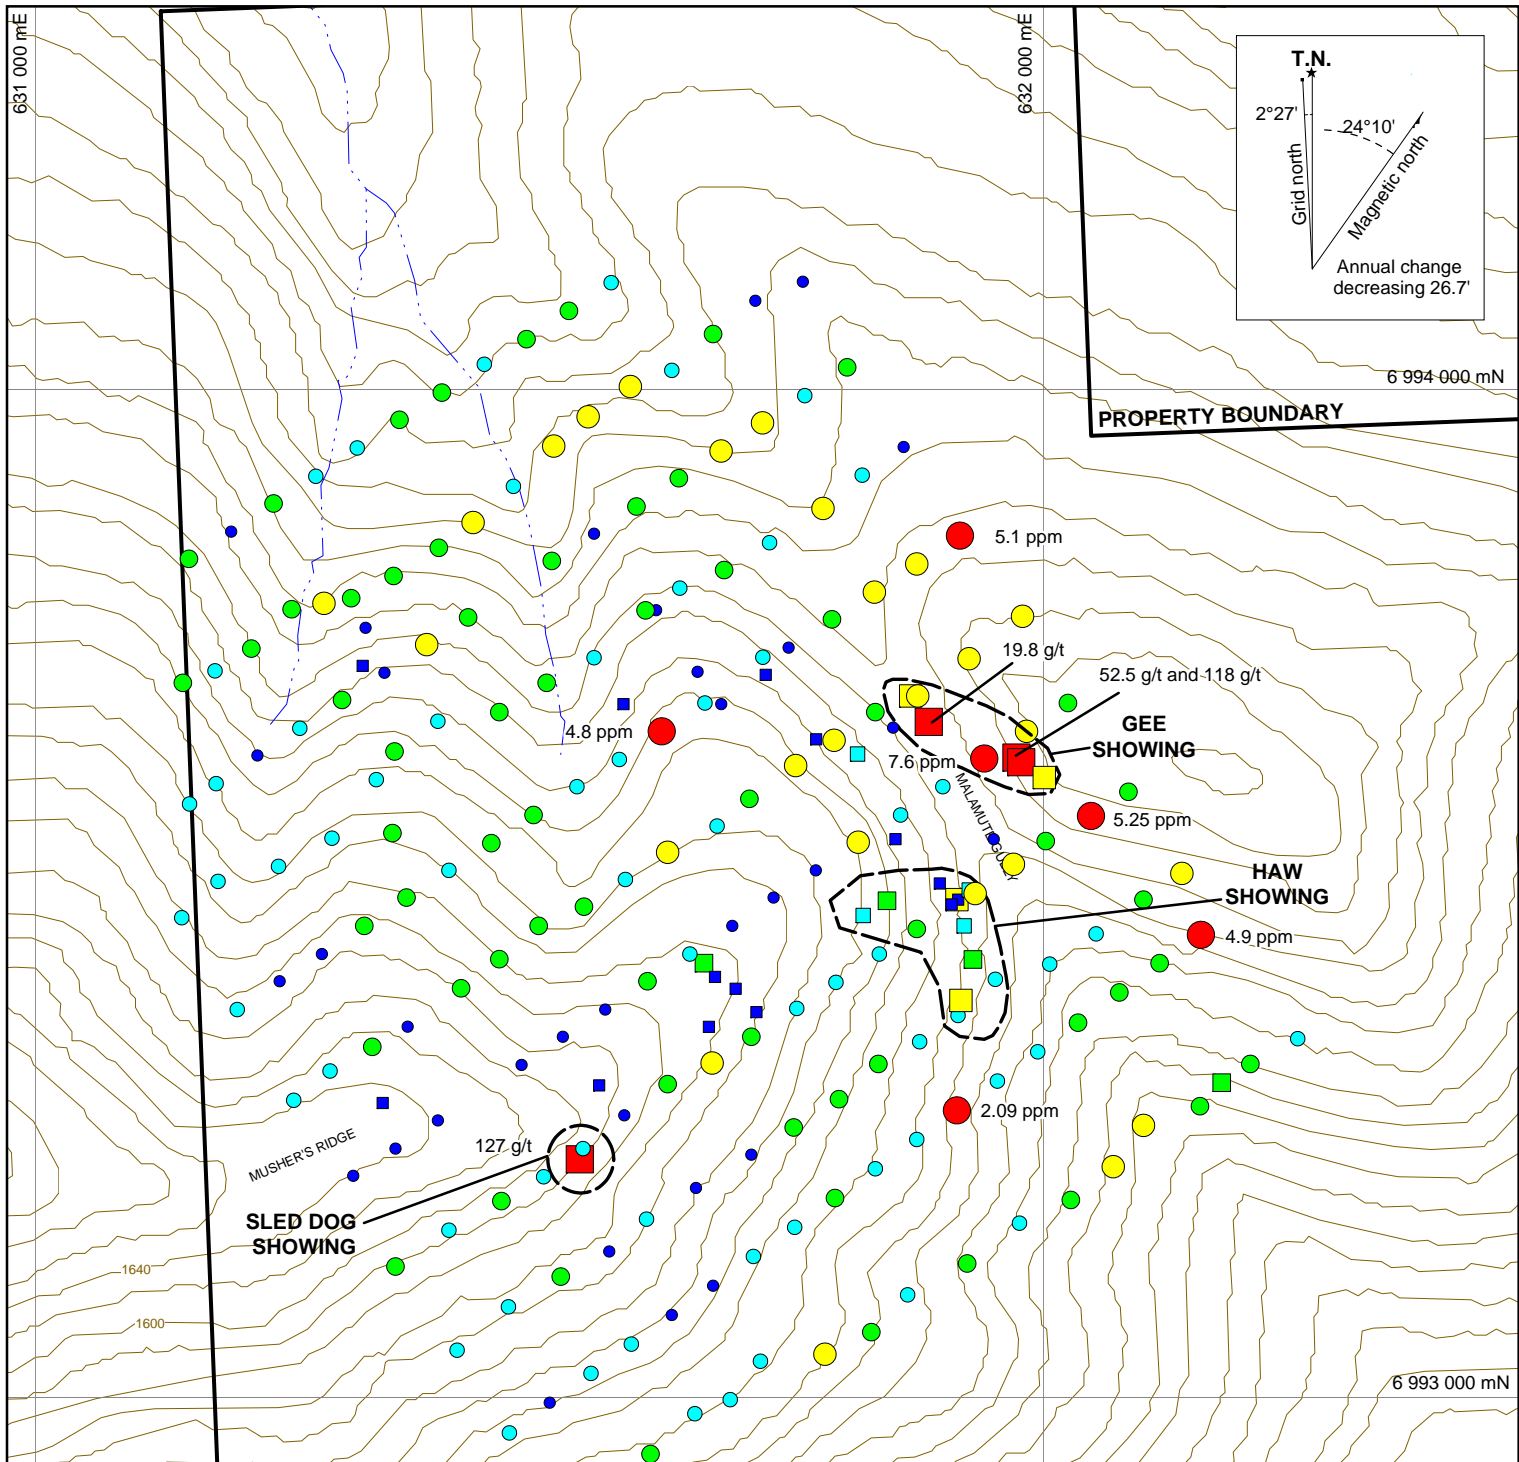 631 000 mE
632 000 mE
T.N.
2°27'
24°10'
Grid north
Magnetic north
Annual change
decreasing 26.7'
6 994 000 mN
PROPERTY BOUNDARY
5.1 ppm
19.8 g/t
52.5 g/t and 118 g/t
GEE
SHOWING
4.8 ppm
7.6 ppm
MALAMUTE GULLY
5.25 ppm
HAW
SHOWING
4.9 ppm
2.09 ppm
127 g/t
MUSHER'S RIDGE
SLED DOG
SHOWING
1640
1600
6 993 000 mN